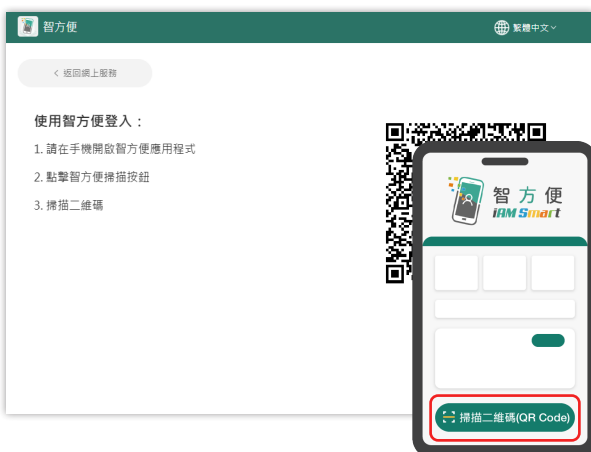 智方便
繁體中文
返回網上服務
使用智方便登入：
1. 請在手機開啟智方便應用程式
2. 點擊智方便掃描按鈕
3. 掃描二維碼
智方便
iAM Smart
掃描二維碼(QR Code)